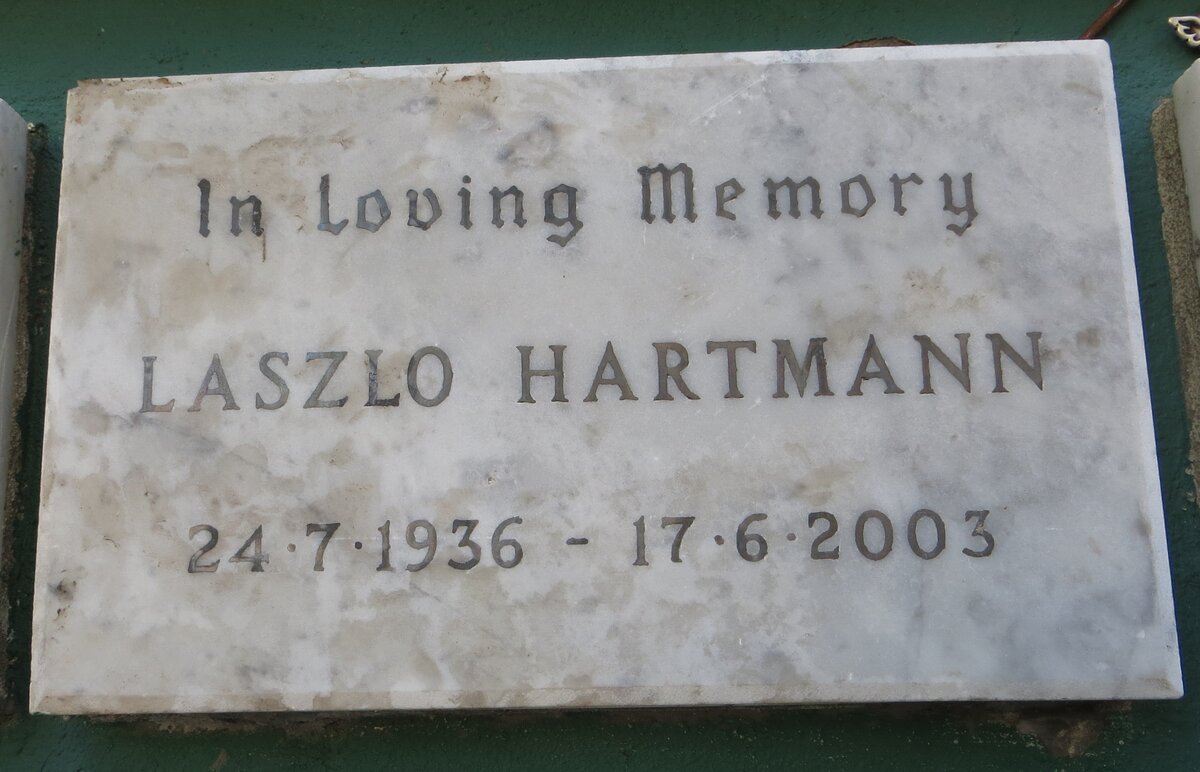 In Loving Memory
LASZLO HARTMANN
24·7·1936 - 17·6·2003